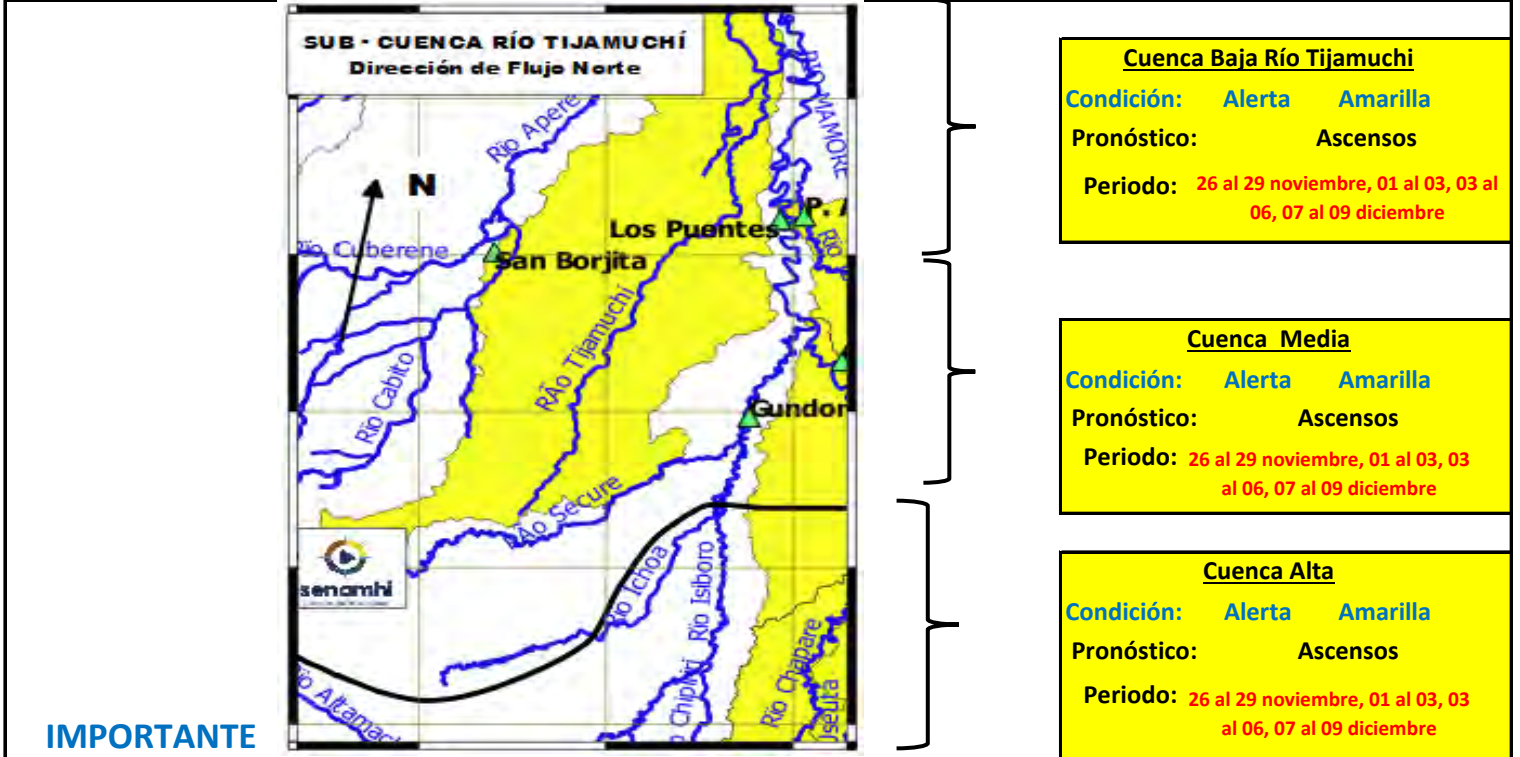 SUB - CUENCA RÍO TIJAMUCHÍ
Dirección de Flujo Norte
Río Apere
RIO MAMORE
N
P. A
Los Puentes
Río
Río Cuberene
San Borjita
RÃo Tijamuchi
Río Cabito
Gundor
RÃo Secure
senamhi
Río Ichoa
Río Isiboro
Río Chapare
Chipiriri
Río Altamac
IMPORTANTE
Cuenca Baja Río Tijamuchi
Condición: Alerta Amarilla
Pronóstico: Ascensos
Periodo: 26 al 29 noviembre, 01 al 03, 03 al
06, 07 al 09 diciembre
Cuenca Media
Condición: Alerta Amarilla
Pronóstico: Ascensos
Periodo: 26 al 29 noviembre, 01 al 03, 03
al 06, 07 al 09 diciembre
Cuenca Alta
Condición: Alerta Amarilla
Pronóstico: Ascensos
Periodo: 26 al 29 noviembre, 01 al 03, 03
al 06, 07 al 09 diciembre